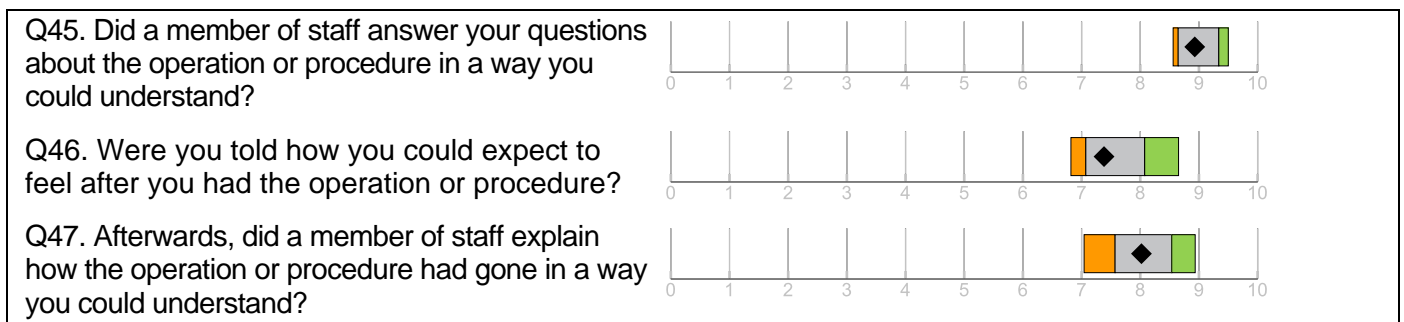 Q45. Did a member of staff answer your questions
about the operation or procedure in a way you
could understand?
0 1 2 3 4 5 6 7 8 9 10
Q46. Were you told how you could expect to
feel after you had the operation or procedure?
0 1 2 3 4 5 6 7 8 9 10
Q47. Afterwards, did a member of staff explain
how the operation or procedure had gone in a way
you could understand?
0 1 2 3 4 5 6 7 8 9 10